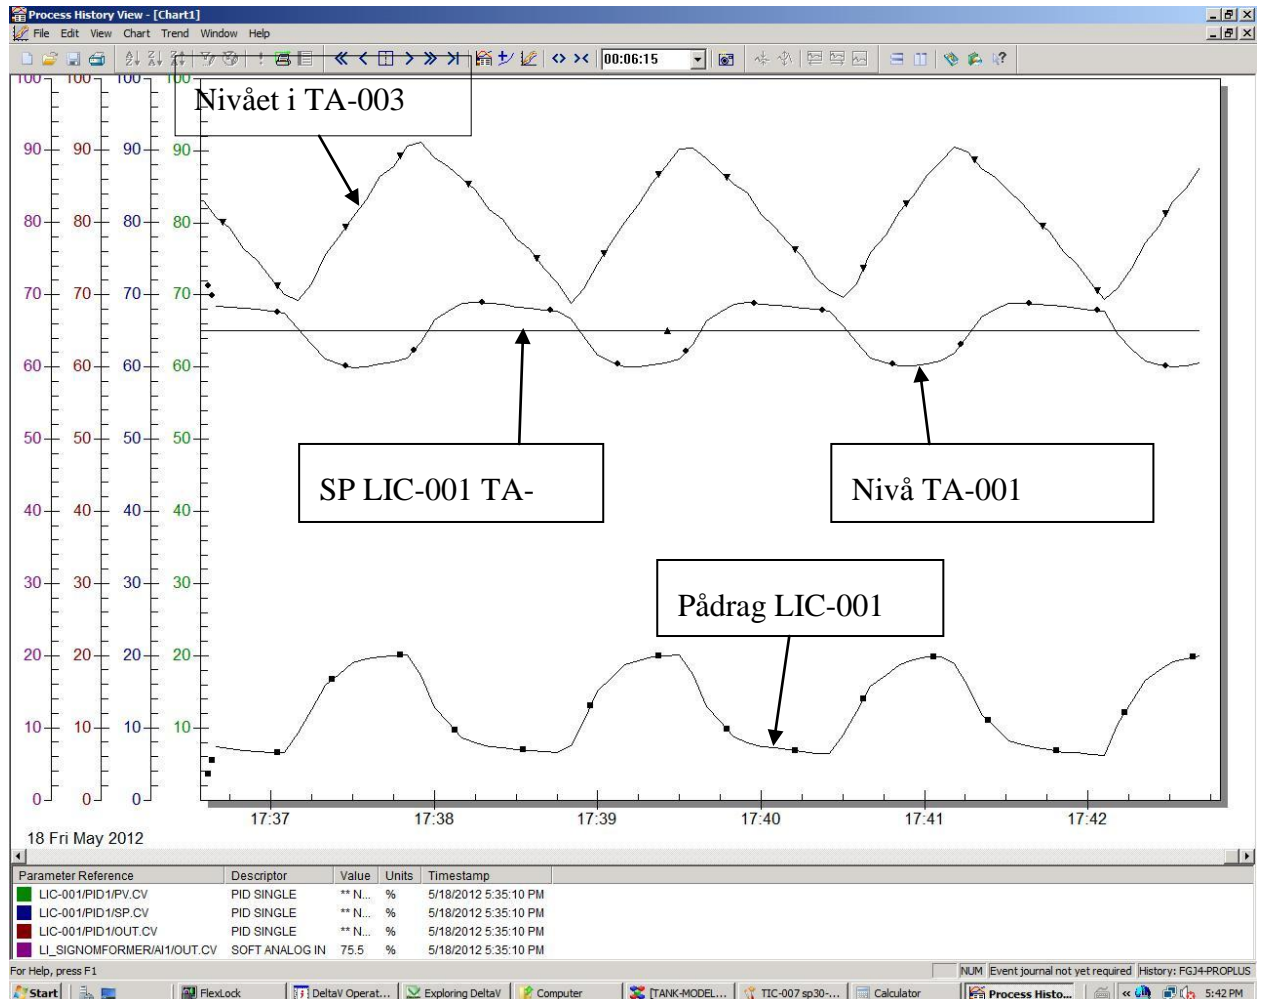 Process History View - [Chart1]
File Edit View Chart Trend Window Help
00:06:15
100 100 100 100
Nivået i TA-003
90 90 90 90
80 80 80 80
70 70 70 70
60 60 60 60
50 50 50 50
SP LIC-001 TA-
Nivå TA-001
40 40 40 40
30 30 30 30
Pådrag LIC-001
20 20 20 20
10 10 10 10
0 0 0
17:37 17:38 17:39 17:40 17:41 17:42
18 Fri May 2012
Parameter Reference Descriptor Value Units Timestamp
LIC-001/PID1/PV.CV PID SINGLE ** N... % 5/18/2012 5:35:10 PM
LIC-001/PID1/SP.CV PID SINGLE ** N... % 5/18/2012 5:35:10 PM
LIC-001/PID1/OUT.CV PID SINGLE ** N... % 5/18/2012 5:35:10 PM
LI_SIGNOMFORMER/AI1/OUT.CV SOFT ANALOG IN 75.5 % 5/18/2012 5:35:10 PM
For Help, press F1 NUM Event journal not yet required History: FGJ4-PROPLUS
Start FlexLock DeltaV Operat... Exploring DeltaV Computer [TANK-MODEL... TIC-007 sp30-... Calculator Process Histo... « 5:42 PM